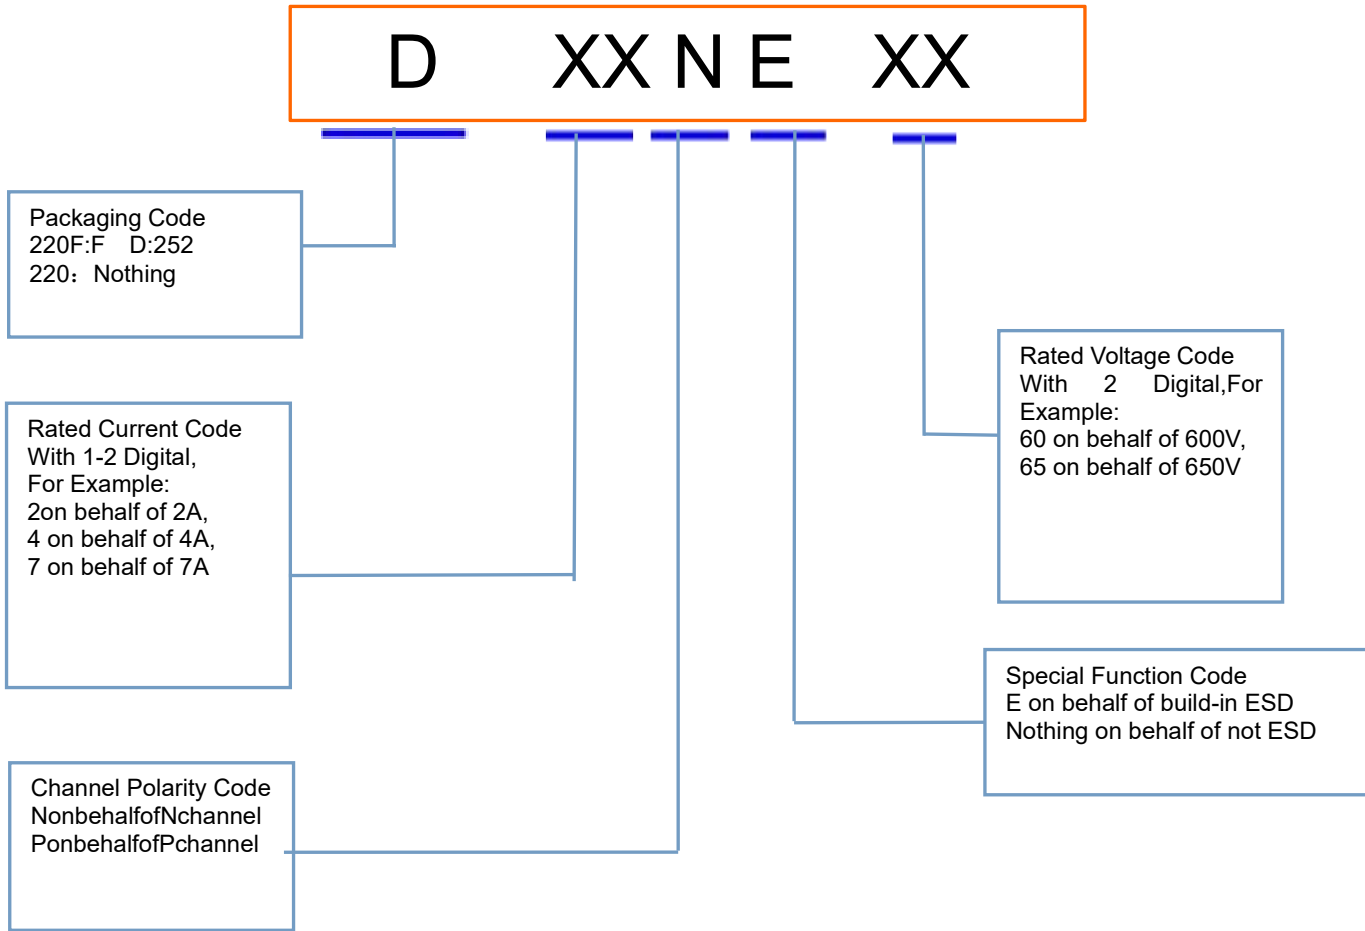 D XX N E XX
Packaging Code
220F:F D:252
220：Nothing
Rated Current Code
With 1-2 Digital,
For Example:
2on behalf of 2A,
4 on behalf of 4A,
7 on behalf of 7A
Channel Polarity Code
NonbehalfofNchannel
PonbehalfofPchannel
Rated Voltage Code
With 2 Digital,For
Example:
60 on behalf of 600V,
65 on behalf of 650V
Special Function Code
E on behalf of build-in ESD
Nothing on behalf of not ESD